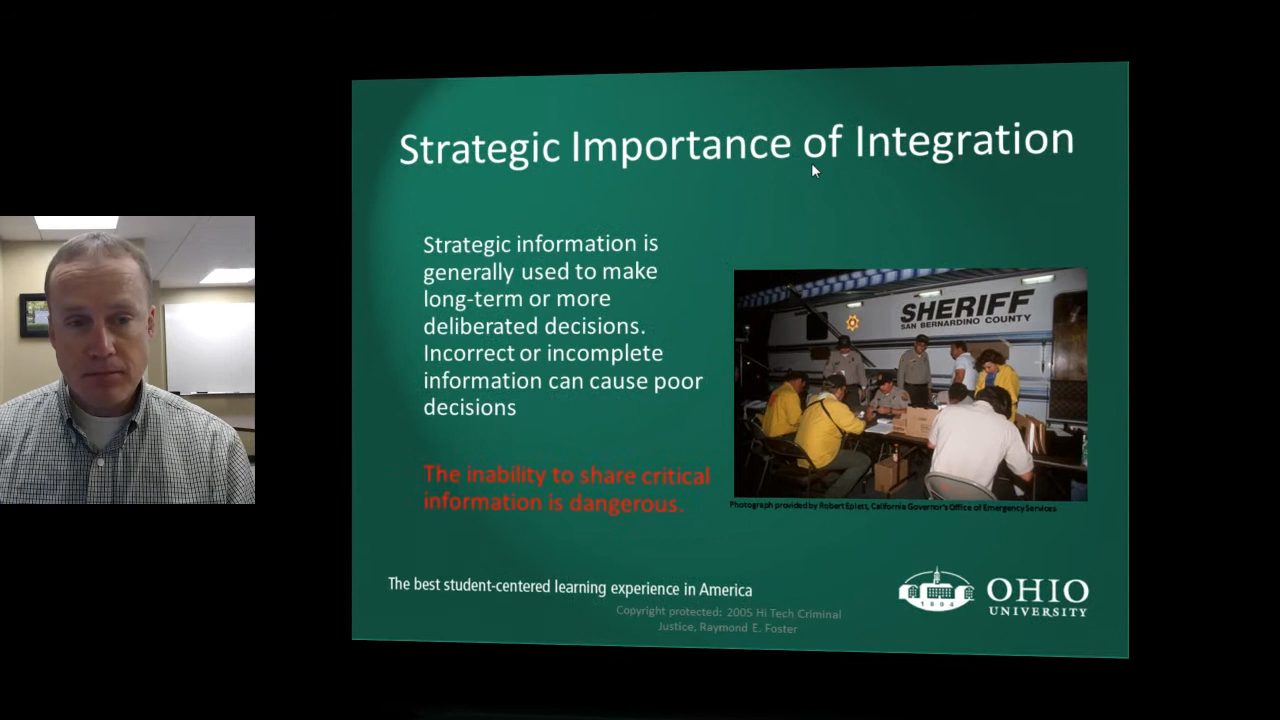 Strategic Importance of Integration
Strategic information is
generally used to make
long-term or more
deliberated decisions.
Incorrect or incomplete
information can cause poor
decisions
The inability to share critical
information is dangerous.
SHERIFF
SAN BERNARDINO COUNTY
Photograph provided by Robert Eplett, California Governor's Office of Emergency Services
The best student-centered learning experience in America
1804
OHIO
UNIVERSITY
Copyright protected: 2005 Hi Tech Criminal
Justice, Raymond E. Foster